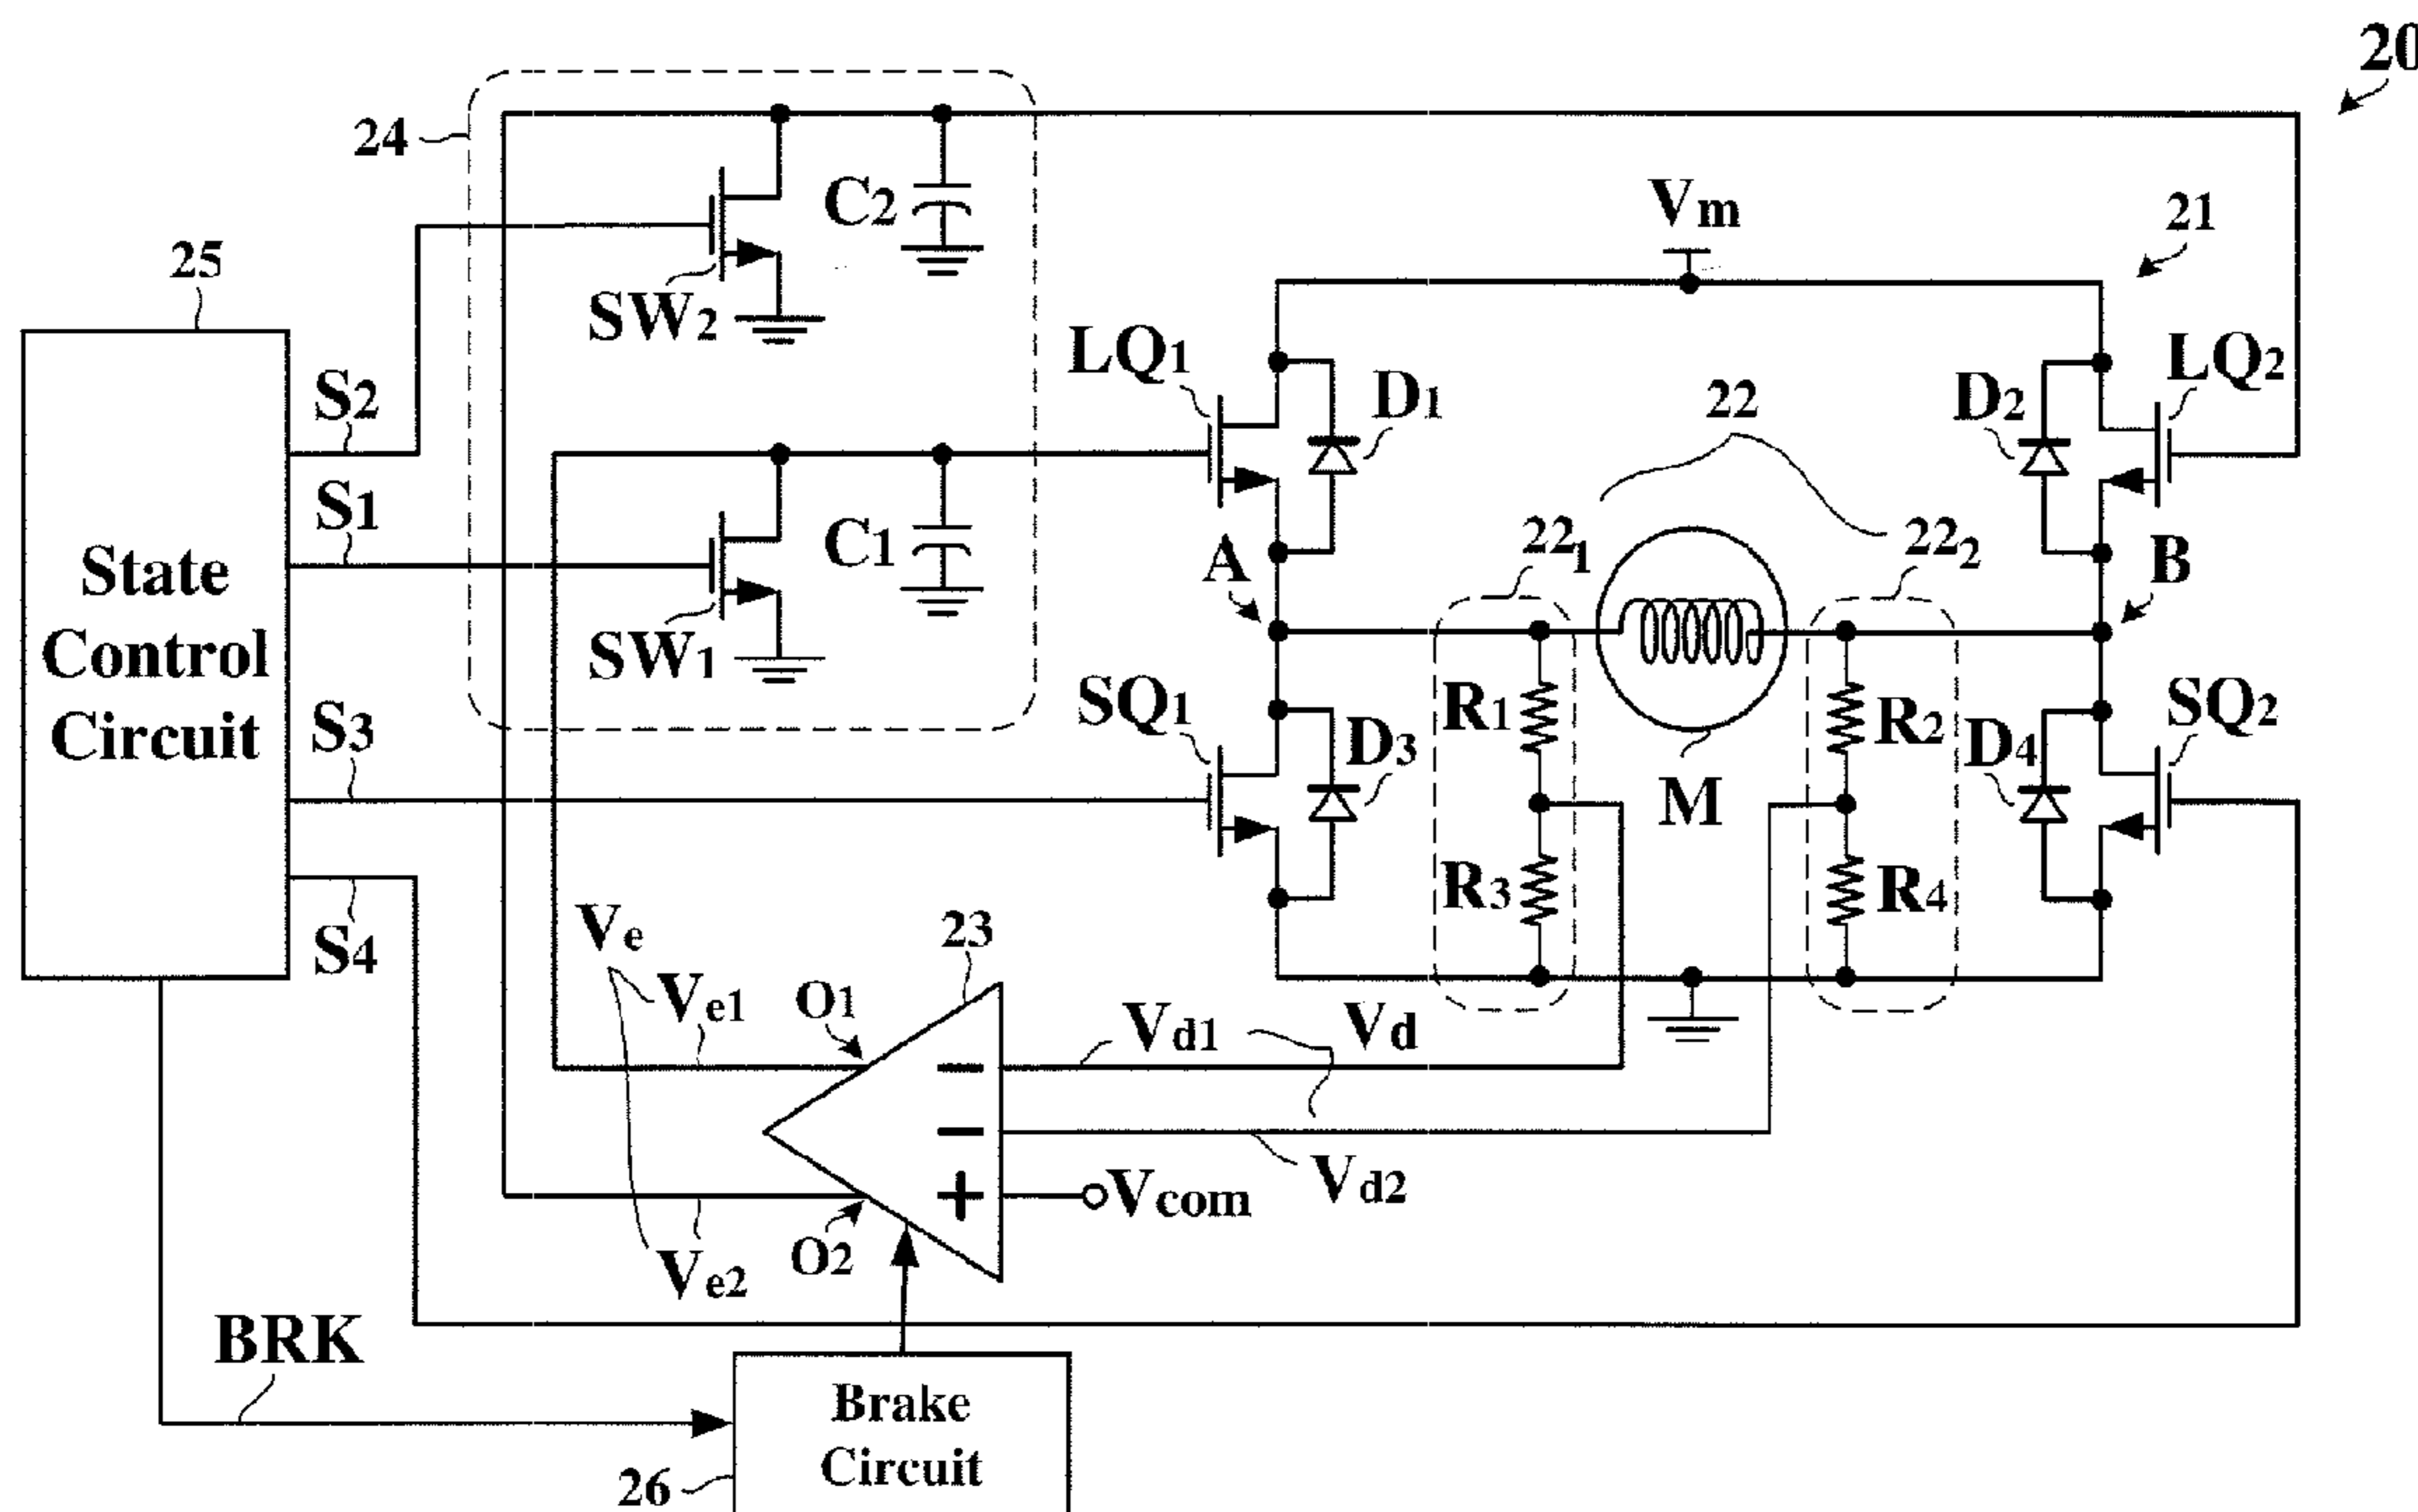 20
24
C2
Vm
21
25
SW2
LQ1
D1
22
D2
LQ2
S2
S1
C1
A
221
222
B
State
Control
Circuit
SW1
SQ1
D3
R1
M
R2
D4
SQ2
S3
R3
R4
S4
Ve
Ve1
O1
23
Vd1
Vd
Vd2
Vcom
Ve2
O2
BRK
Brake
Circuit
26